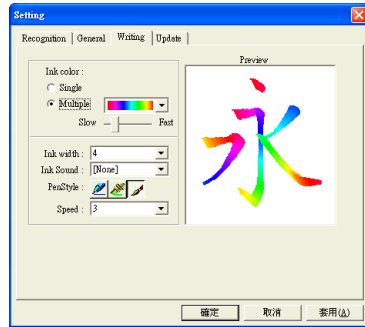 Setting
Recognition General Writing Update
Preview
Ink color :
Single
Multiple
Slow Fast
永
Ink width : 4
Ink Sound : [None]
PenStyle :
Speed : 3
確定 取消 套用(A)